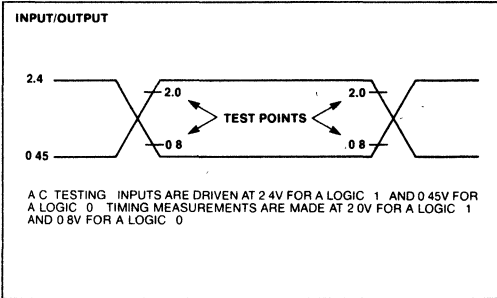 INPUT/OUTPUT
2.4
2.0
2.0
TEST POINTS
0 8
.0 8
0 45
A C TESTING INPUTS ARE DRIVEN AT 2 4V FOR A LOGIC 1 AND 0 45V FOR
A LOGIC 0 TIMING MEASUREMENTS ARE MADE AT 2 0V FOR A LOGIC 1
AND 0 8V FOR A LOGIC 0